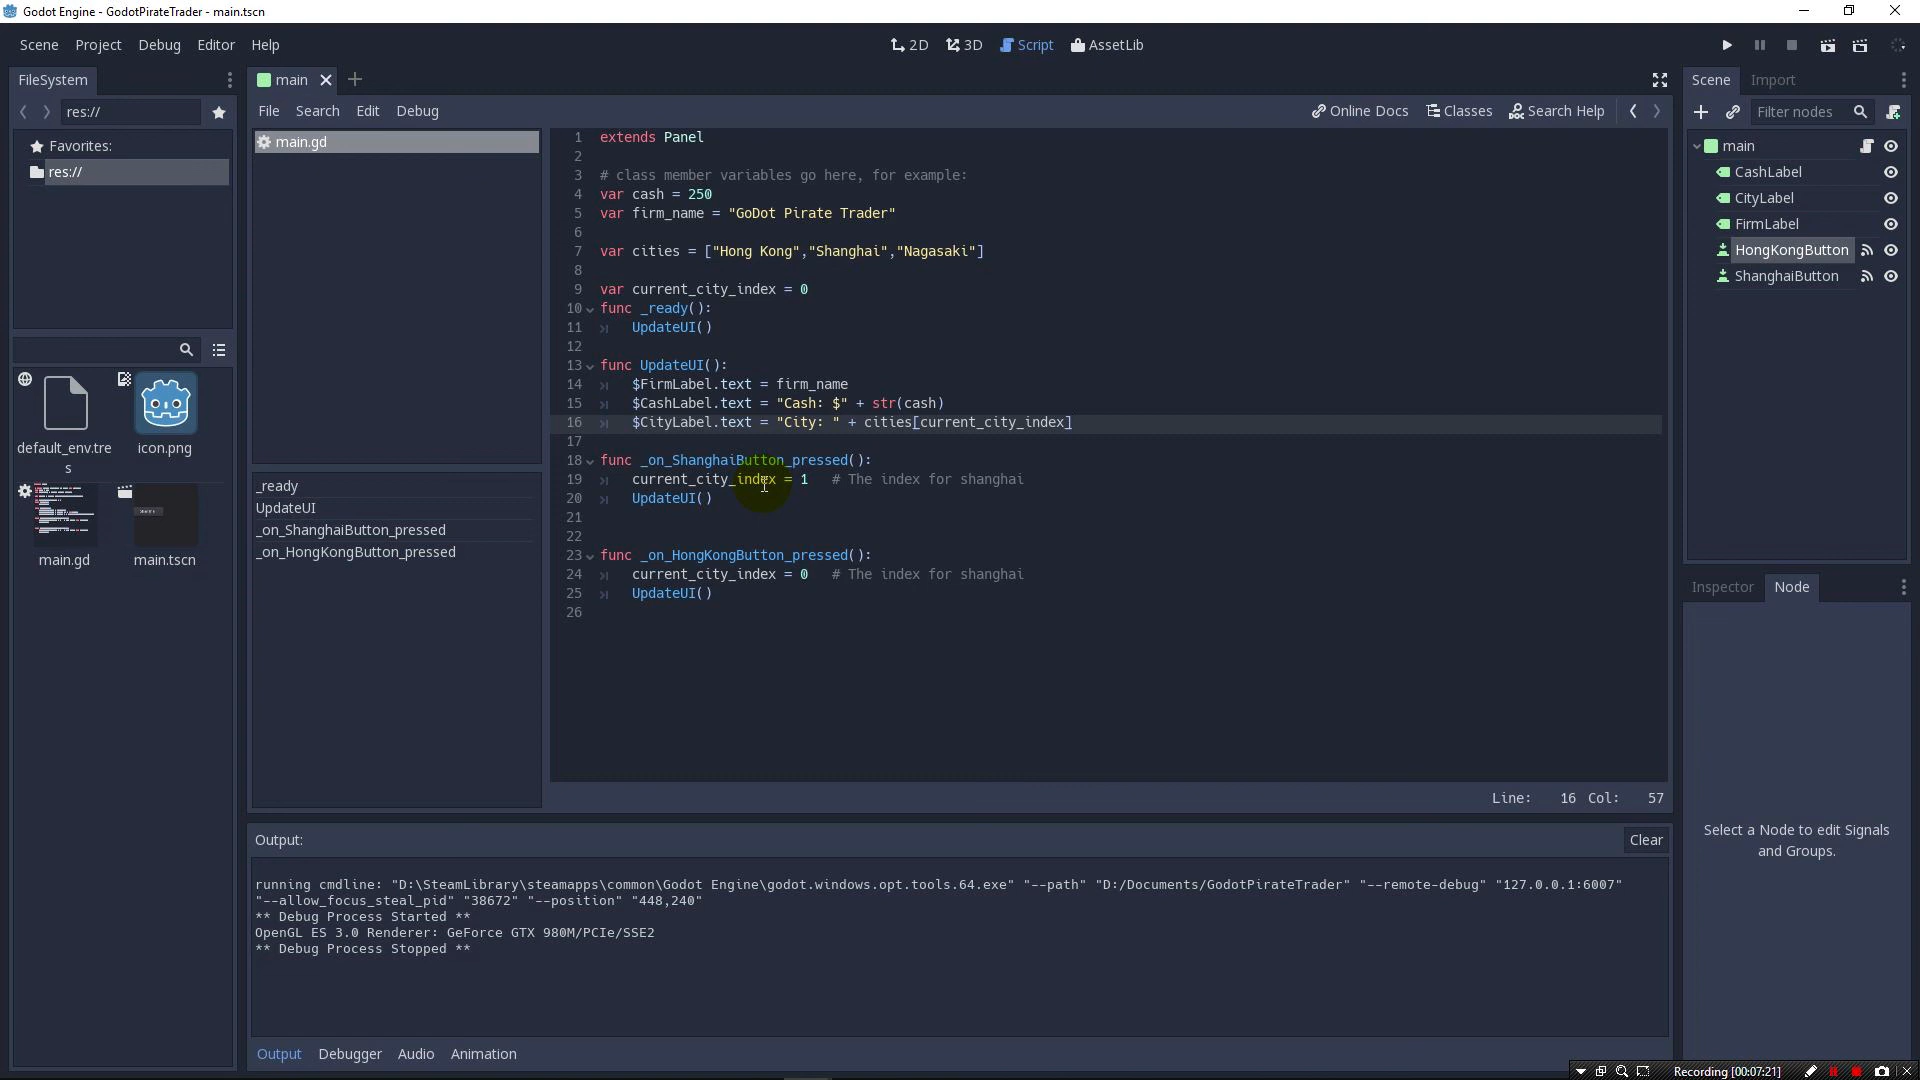 Godot Engine - GodotPirateTrader - main.tscn
Scene Project Debug Editor Help
2D 3D Script AssetLib
FileSystem
res://
Favorites:
res://
default_env.tre
s
icon.png
main.gd
main.tscn
main
File Search Edit Debug
Online Docs Classes Search Help
main.gd
_ready
UpdateUI
_on_ShanghaiButton_pressed
_on_HongKongButton_pressed
1 extends Panel
2
3 # class member variables go here, for example:
4 var cash = 250
5 var firm_name = "GoDot Pirate Trader"
6
7 var cities = ["Hong Kong","Shanghai","Nagasaki"]
8
9 var current_city_index = 0
10 func _ready():
11 UpdateUI()
12
13 func UpdateUI():
14 $FirmLabel.text = firm_name
15 $CashLabel.text = "Cash: $" + str(cash)
16 $CityLabel.text = "City: " + cities[current_city_index]
17
18 func _on_ShanghaiButton_pressed():
19 current_city_index = 1 # The index for shanghai
20 UpdateUI()
21
22
23 func _on_HongKongButton_pressed():
24 current_city_index = 0 # The index for shanghai
25 UpdateUI()
26
Line: 16 Col: 57
Output:
Clear
running cmdline: "D:\SteamLibrary\steamapps\common\Godot Engine\godot.windows.opt.tools.64.exe" "--path" "D:/Documents/GodotPirateTrader" "--remote-debug" "127.0.0.1:6007"
"--allow_focus_steal_pid" "38672" "--position" "448,240"
** Debug Process Started **
OpenGL ES 3.0 Renderer: GeForce GTX 980M/PCIe/SSE2
** Debug Process Stopped **
Output Debugger Audio Animation
Scene Import
Filter nodes
main
CashLabel
CityLabel
FirmLabel
HongKongButton
ShanghaiButton
Inspector Node
Select a Node to edit Signals
and Groups.
Recording [00:07:21]